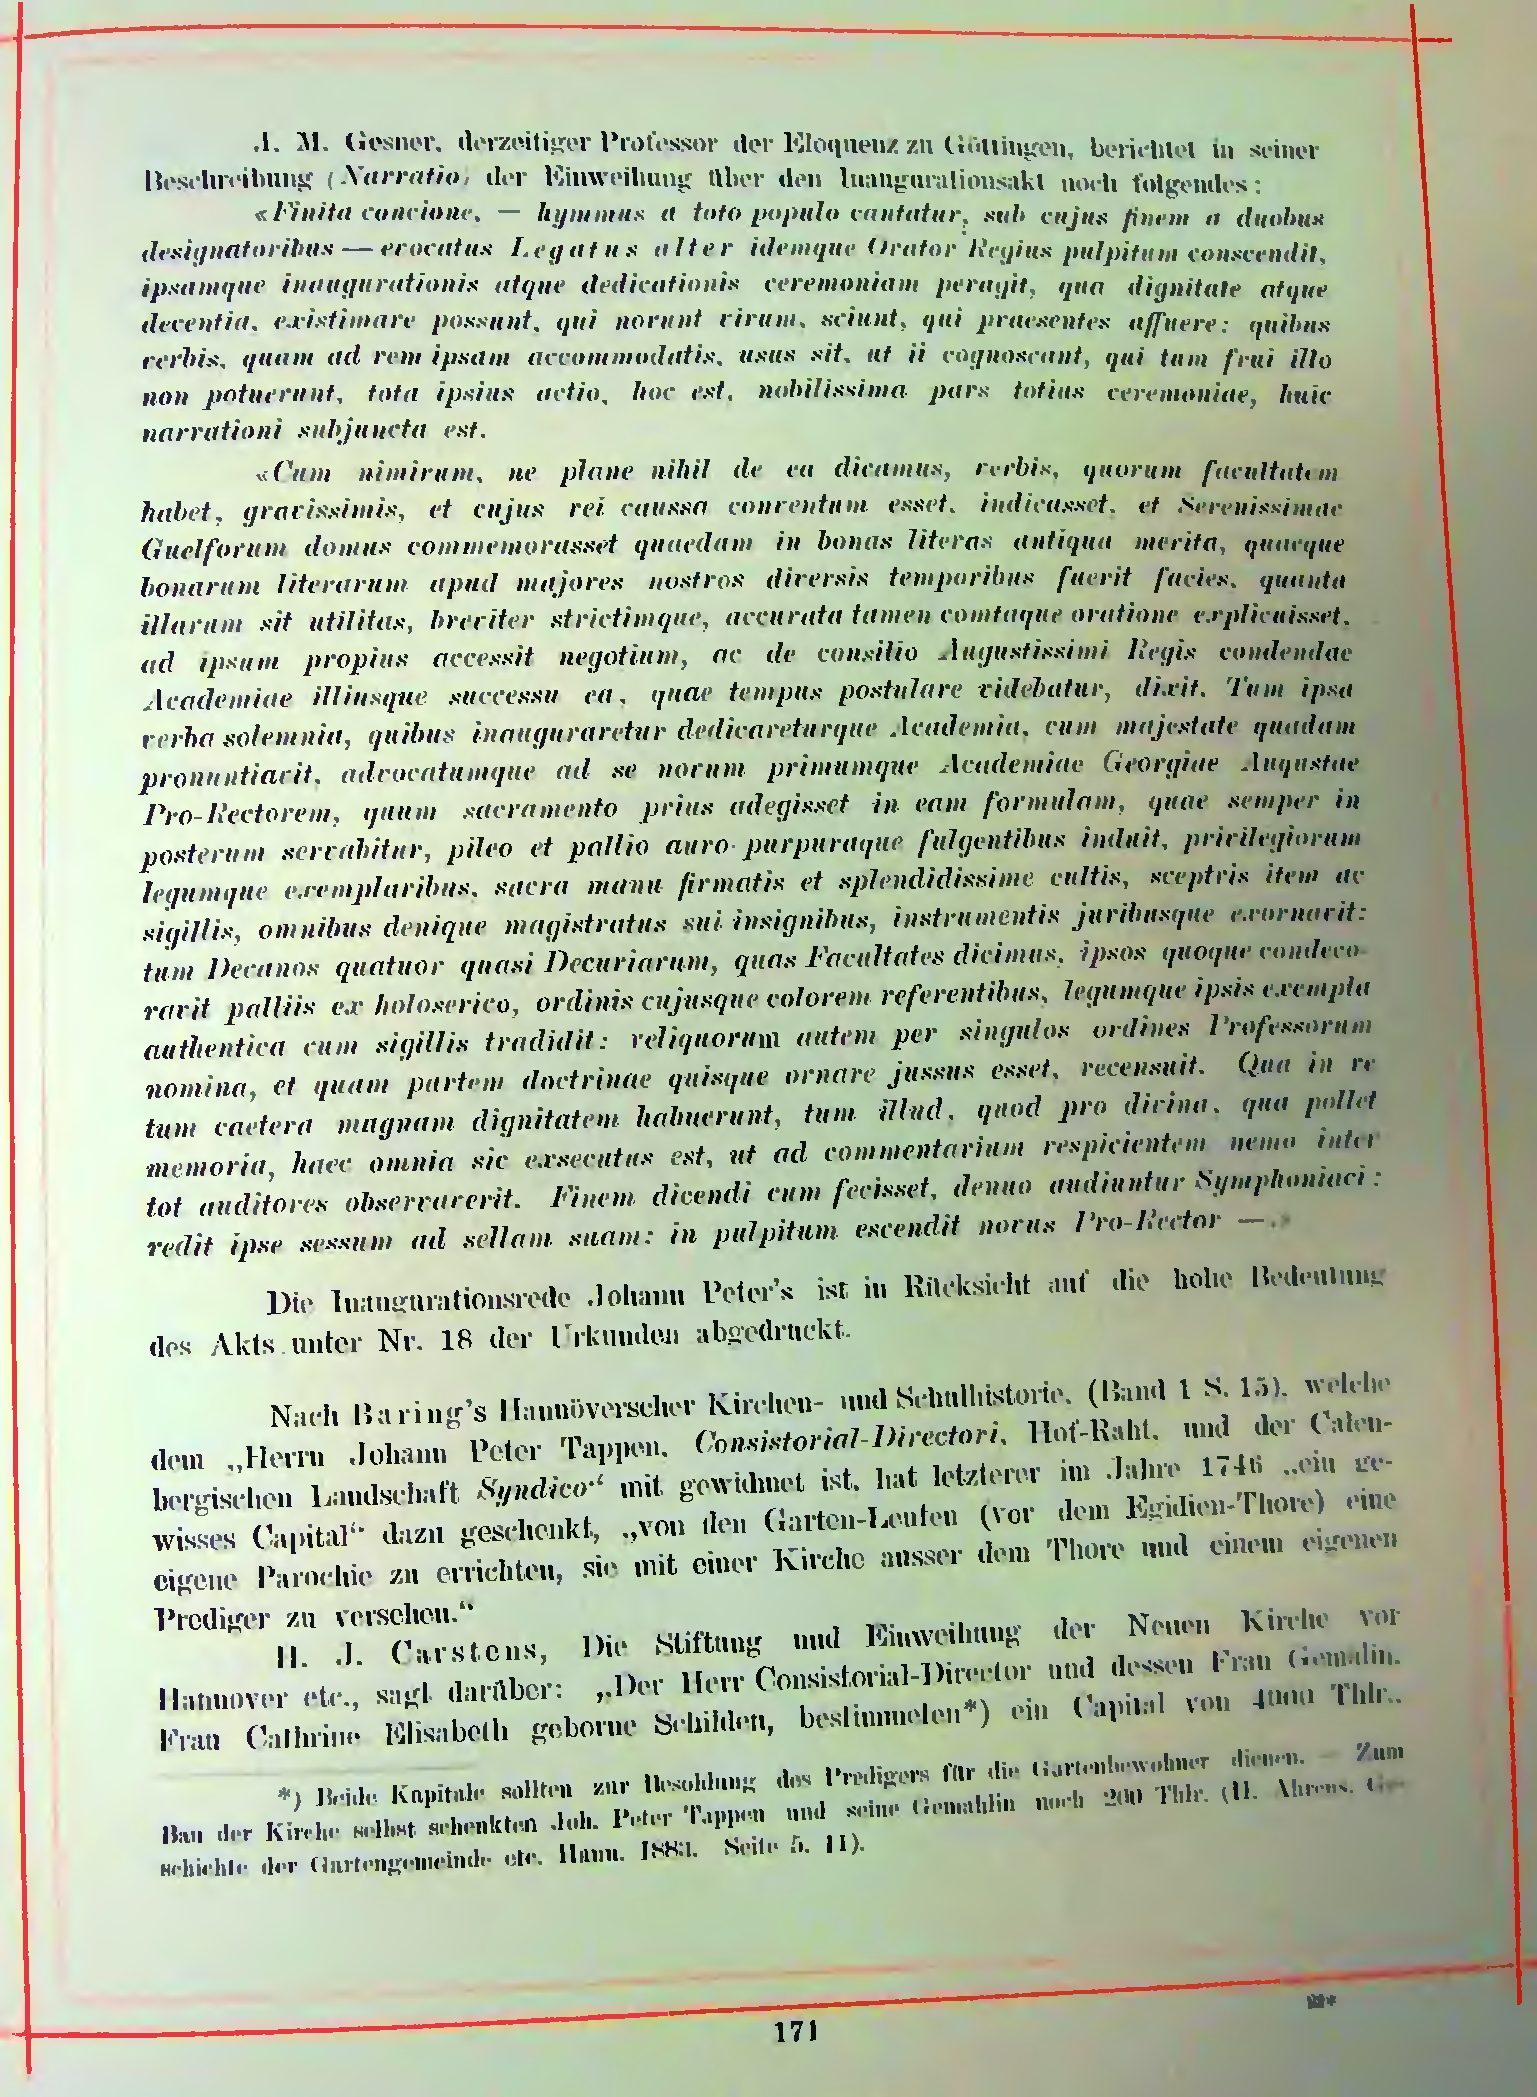 J. M. Gesner, derzeitiger Professor der Eloquenz zu Göttingen, berichtet in seiner
Beschreibung (Narratio) der Einweihung über den Inaugurationsakt noch folgendes:
«Finita concione, — hymnus a toto populo cantatur, sub cujus finem a duobus
designatoribus — evocatus Legatus alter idemque Orator Regius pulpitum conscendit,
ipsamque inaugurationis atque dedicationis ceremoniam peragit, qua dignitate atque
decentia, existimare possunt, qui norunt virum, sciunt, qui praesentes affuere: quibus
verbis, quam ad rem ipsam accommodatis, usus sit, ut ii cognoscant, qui tum frui illo
non potuerunt, tota ipsius actio, hoc est, nobilissima pars totius ceremoniae, huic
narrationi subjuncta est.
«Cum nimirum, ne plane nihil de ea dicamus, verbis, quorum facultatem
habet, gravissimis, et cujus rei caussa conventum esset, indicasset, et Serenissimae
Guelforum domus commemorasset quaedam in bonas literas antiqua merita, quaeque
bonarum literarum apud majores nostros diversis temporibus fuerit facies, quanta
illarum sit utilitas, breviter strictimque, accurata tamen comtaque oratione explicuisset,
ad ipsum propius accessit negotium, ac de consilio Augustissimi Regis condendae
Academiae illiusque successu ea, quae tempus postulare videbatur, dixit. Tum ipsa
verba solemnia, quibus inauguraretur dedicareturque Academia, cum majestate quadam
pronuntiavit, advocatumque ad se novum primumque Academiae Georgiae Augustae
Pro-Rectorem, quum sacramento prius adegisset in eam formulam, quae semper in
posterum servabitur, pileo et pallio auro purpuraque fulgentibus induit, privilegiorum
legumque exemplaribus, sacra manu firmatis et splendidissime cultis, sceptris item ac
sigillis, omnibus denique magistratus sui insignibus, instrumentis juribusque exornavit:
tum Decanos quatuor quasi Decuriarum, quas Facultates dicimus, ipsos quoque condeco-
ravit palliis ex holoserico, ordinis cujusque colorem referentibus, legumque ipsis exempla
authentica cum sigillis tradidit: reliquorum autem per singulos ordines Professorum
nomina, et quam partem doctrinae quisque ornare jussus esset, recensuit. Qua in re
tum caetera magnam dignitatem habuerunt, tum illud, quod pro divina, qua pollet
memoria, haec omnia sic exsecutus est, ut ad commentarium respicientem nemo inter
tot auditores observaverit. Finem dicendi cum fecisset, denuo audiuntur Symphoniaci:
redit ipse sessum ad sellam suam: in pulpitum escendit novus Pro-Rector —.»
Die Inaugurationsrede Johann Peter's ist in Rücksicht auf die hohe Bedeutung
des Akts unter Nr. 18 der Urkunden abgedruckt.
Nach Baring's Hannöverscher Kirchen- und Schulhistorie, (Band 1 S. 15), welche
dem „Herrn Johann Peter Tappen, Consistorial-Directori, Hof-Raht, und der Calen-
bergischen Landschaft Syndico“ mit gewidmet ist, hat letzterer im Jahre 1746 „ein ge-
wisses Capital“ dazu geschenkt, „von den Garten-Leuten (vor dem Egidien-Thore) eine
eigene Parochie zu errichten, sie mit einer Kirche ausser dem Thore und einem eigenen
Prediger zu versehen.“
H. J. Carstens, Die Stiftung und Einweihung der Neuen Kirche vor
Hannover etc., sagt darüber: „Der Herr Consistorial-Director und dessen Frau Gemalin,
Frau Cathrine Elisabeth geborne Schilden, bestimmeten*) ein Capital von 4000 Thlr.,
*) Beide Kapitale sollten zur Besoldung des Predigers für die Gartenbewohner dienen. — Zum
Bau der Kirche selbst schenkten Joh. Peter Tappen und seine Gemahlin noch 200 Thlr. (H. Ahrens, Ge-
schichte der Gartengemeinde etc. Hann. 1883. Seite 5. 11).
171